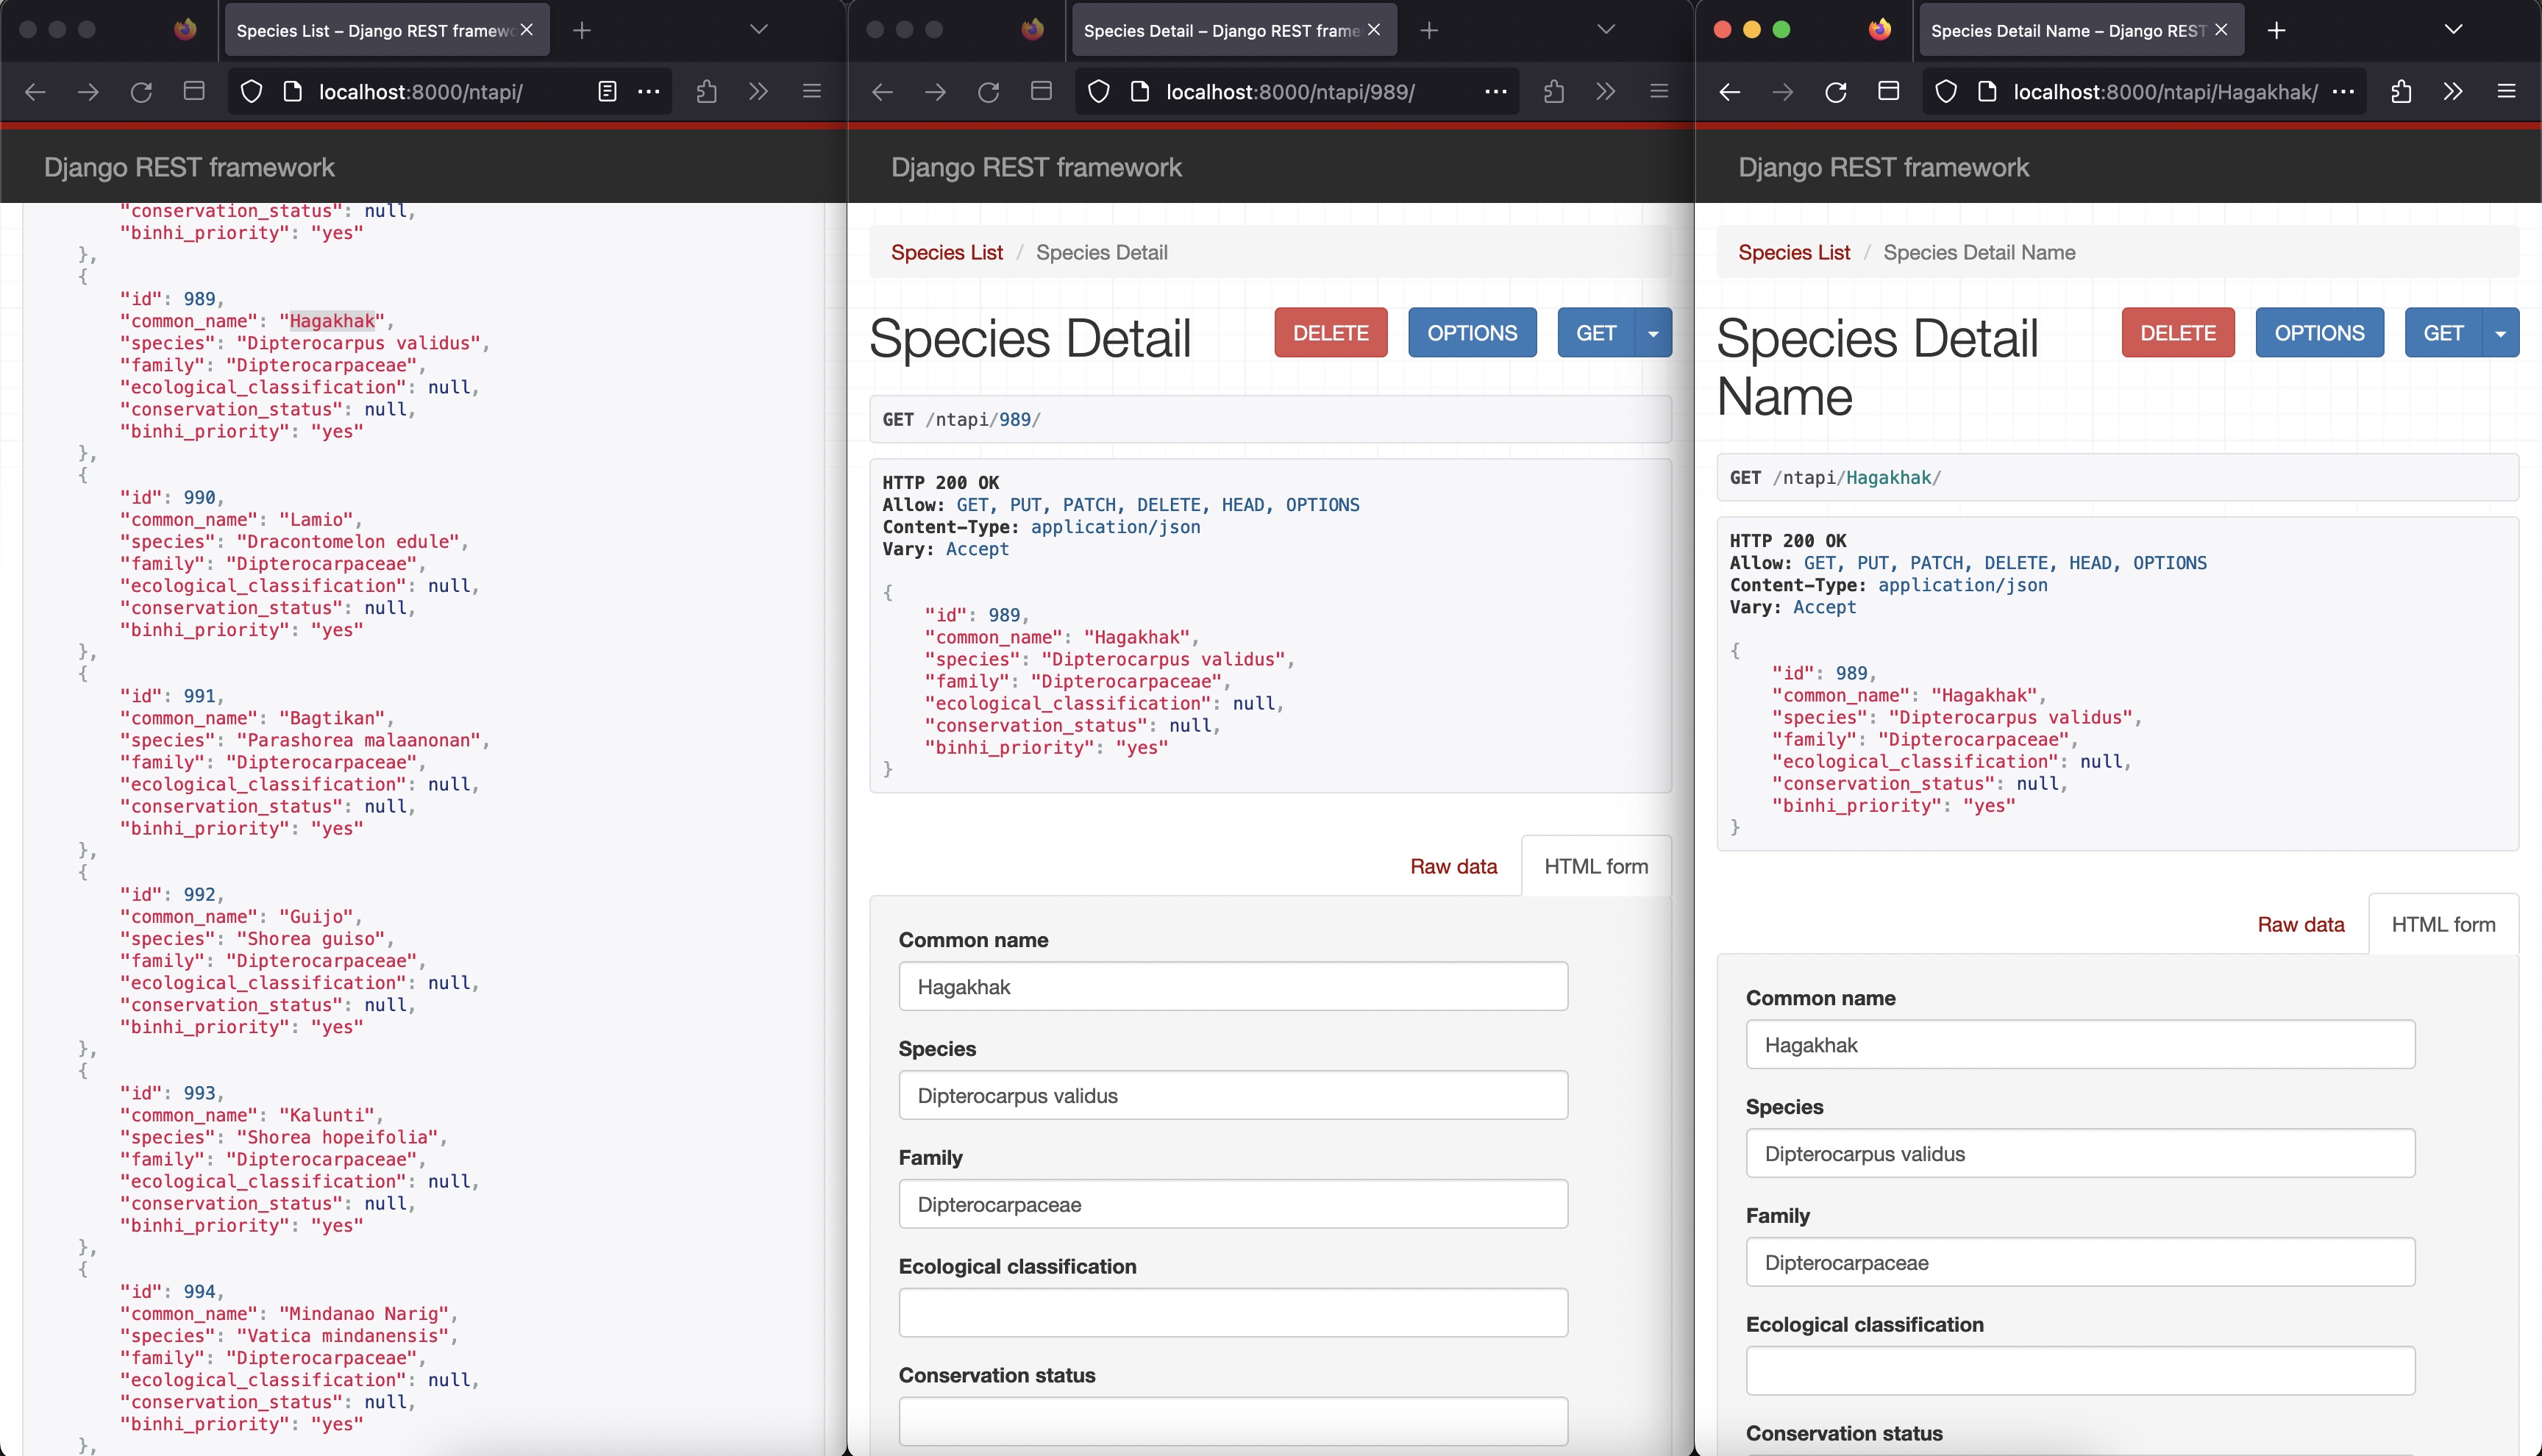 Species List – Django REST framew
localhost:8000/ntapi/
Django REST framework
"conservation_status": null,
"binhi_priority": "yes"
},
{
"id": 989,
"common_name": "Hagakhak",
"species": "Dipterocarpus validus",
"family": "Dipterocarpaceae",
"ecological_classification": null,
"conservation_status": null,
"binhi_priority": "yes"
},
{
"id": 990,
"common_name": "Lamio",
"species": "Dracontomelon edule",
"family": "Dipterocarpaceae",
"ecological_classification": null,
"conservation_status": null,
"binhi_priority": "yes"
},
{
"id": 991,
"common_name": "Bagtikan",
"species": "Parashorea malaanonan",
"family": "Dipterocarpaceae",
"ecological_classification": null,
"conservation_status": null,
"binhi_priority": "yes"
},
{
"id": 992,
"common_name": "Guijo",
"species": "Shorea guiso",
"family": "Dipterocarpaceae",
"ecological_classification": null,
"conservation_status": null,
"binhi_priority": "yes"
},
{
"id": 993,
"common_name": "Kalunti",
"species": "Shorea hopeifolia",
"family": "Dipterocarpaceae",
"ecological_classification": null,
"conservation_status": null,
"binhi_priority": "yes"
},
{
"id": 994,
"common_name": "Mindanao Narig",
"species": "Vatica mindanensis",
"family": "Dipterocarpaceae",
"ecological_classification": null,
"conservation_status": null,
"binhi_priority": "yes"
},
Species Detail – Django REST frame
localhost:8000/ntapi/989/
Django REST framework
Species List / Species Detail
Species Detail
DELETE OPTIONS GET
GET /ntapi/989/
HTTP 200 OK
Allow: GET, PUT, PATCH, DELETE, HEAD, OPTIONS
Content-Type: application/json
Vary: Accept
{
"id": 989,
"common_name": "Hagakhak",
"species": "Dipterocarpus validus",
"family": "Dipterocarpaceae",
"ecological_classification": null,
"conservation_status": null,
"binhi_priority": "yes"
}
Raw data HTML form
Common name
Hagakhak
Species
Dipterocarpus validus
Family
Dipterocarpaceae
Ecological classification
Conservation status
Species Detail Name – Django REST
localhost:8000/ntapi/Hagakhak/
Django REST framework
Species List / Species Detail Name
Species Detail
Name
DELETE OPTIONS GET
GET /ntapi/Hagakhak/
HTTP 200 OK
Allow: GET, PUT, PATCH, DELETE, HEAD, OPTIONS
Content-Type: application/json
Vary: Accept
{
"id": 989,
"common_name": "Hagakhak",
"species": "Dipterocarpus validus",
"family": "Dipterocarpaceae",
"ecological_classification": null,
"conservation_status": null,
"binhi_priority": "yes"
}
Raw data HTML form
Common name
Hagakhak
Species
Dipterocarpus validus
Family
Dipterocarpaceae
Ecological classification
Conservation status